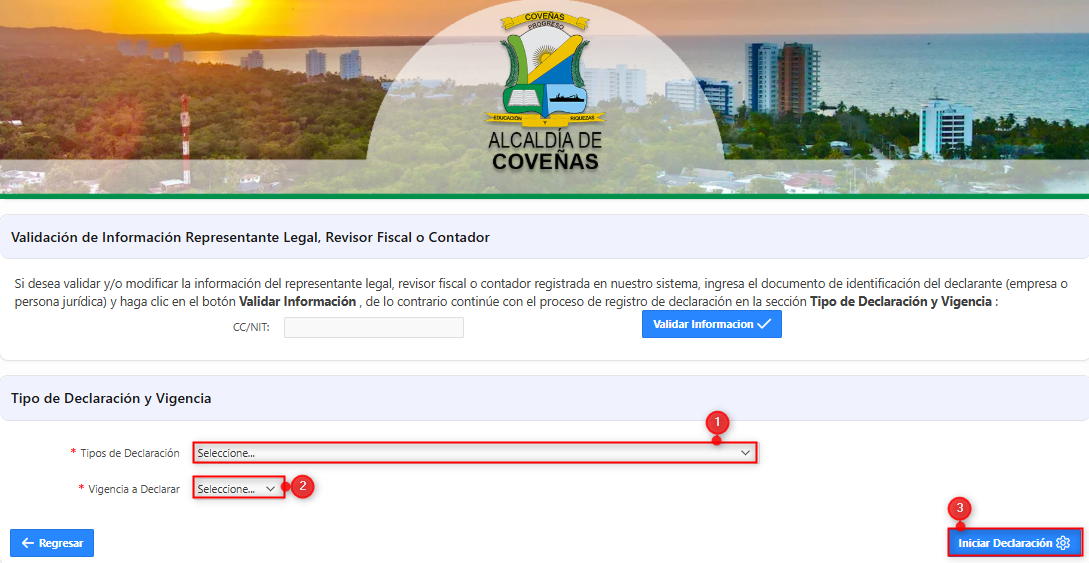 COVEÑAS
PROGRESO
EDUCACIÓN Y RIQUEZAS
ALCALDÍA DE
COVEÑAS
Validación de Información Representante Legal, Revisor Fiscal o Contador
Si desea validar y/o modificar la información del representante legal, revisor fiscal o contador registrada en nuestro sistema, ingresa el documento de identificación del declarante (empresa o
persona jurídica) y haga clic en el botón Validar Información , de lo contrario continúe con el proceso de registro de declaración en la sección Tipo de Declaración y Vigencia :
CC/NIT:
Validar Informacion
Tipo de Declaración y Vigencia
1
* Tipos de Declaración Seleccione...
* Vigencia a Declarar Seleccione... 2
3
Regresar Iniciar Declaración